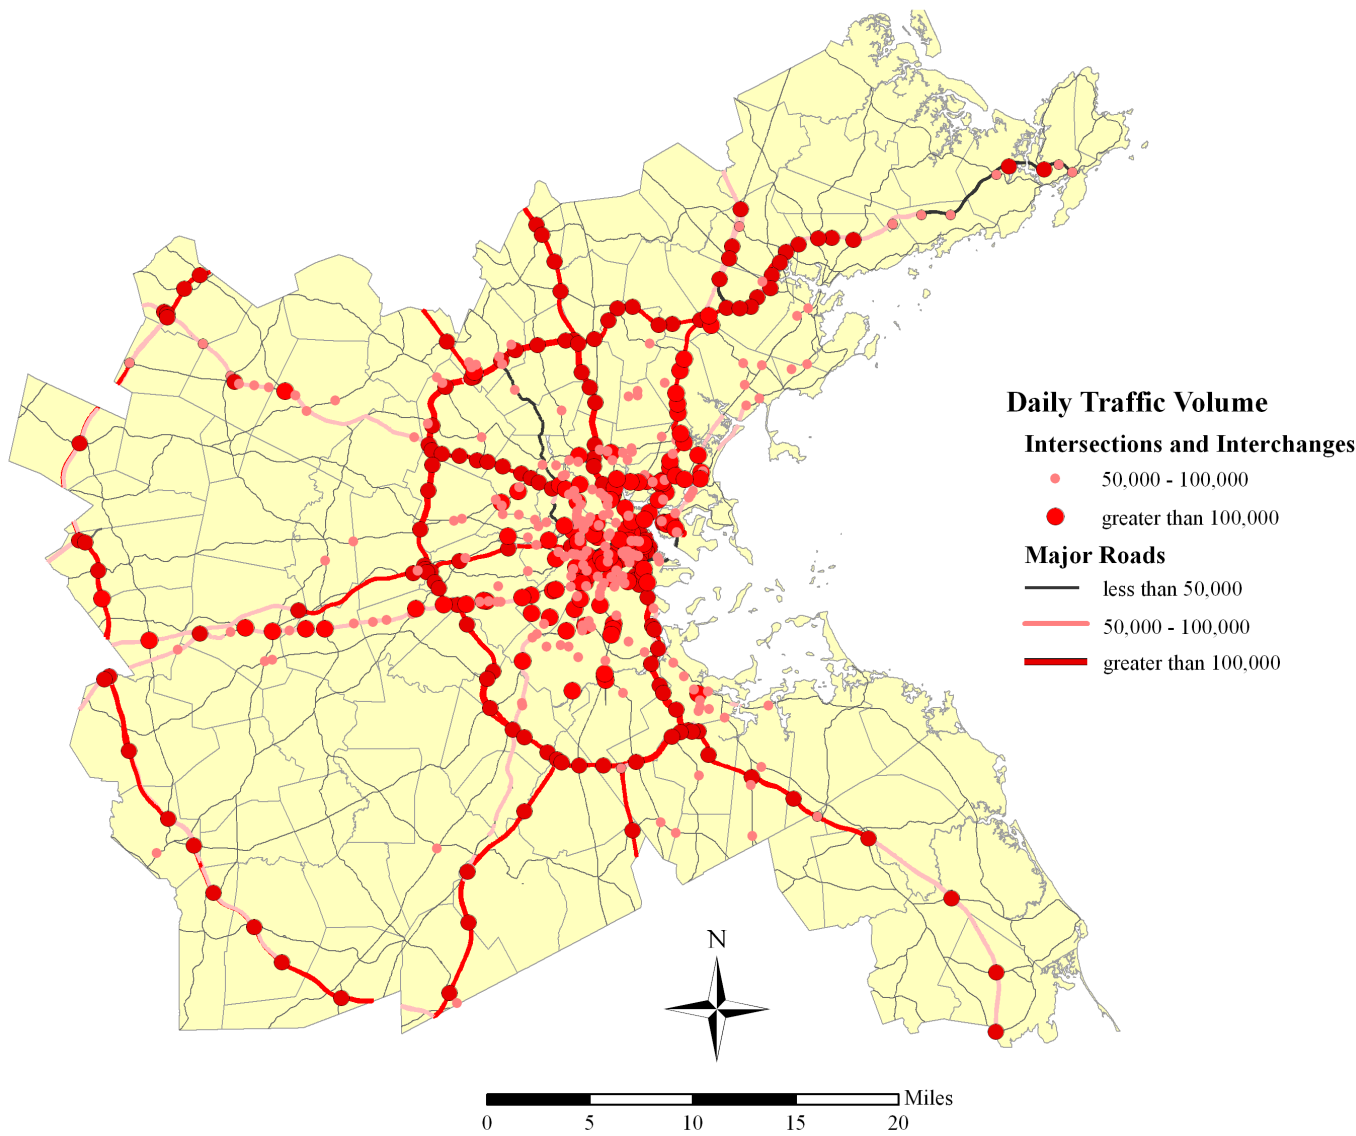 Daily Traffic Volume
Intersections and Interchanges
50,000 - 100,000
greater than 100,000
Major Roads
less than 50,000
50,000 - 100,000
greater than 100,000
N
Miles
0 5 10 15 20